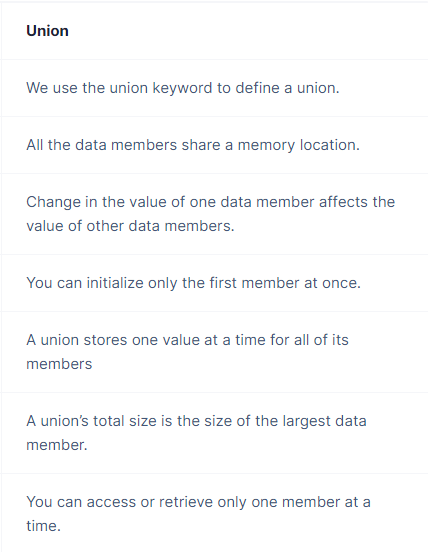 Union
We use the union keyword to define a union.
All the data members share a memory location.
Change in the value of one data member affects the
value of other data members.
You can initialize only the first member at once.
A union stores one value at a time for all of its
members
A union’s total size is the size of the largest data
member.
You can access or retrieve only one member at a
time.